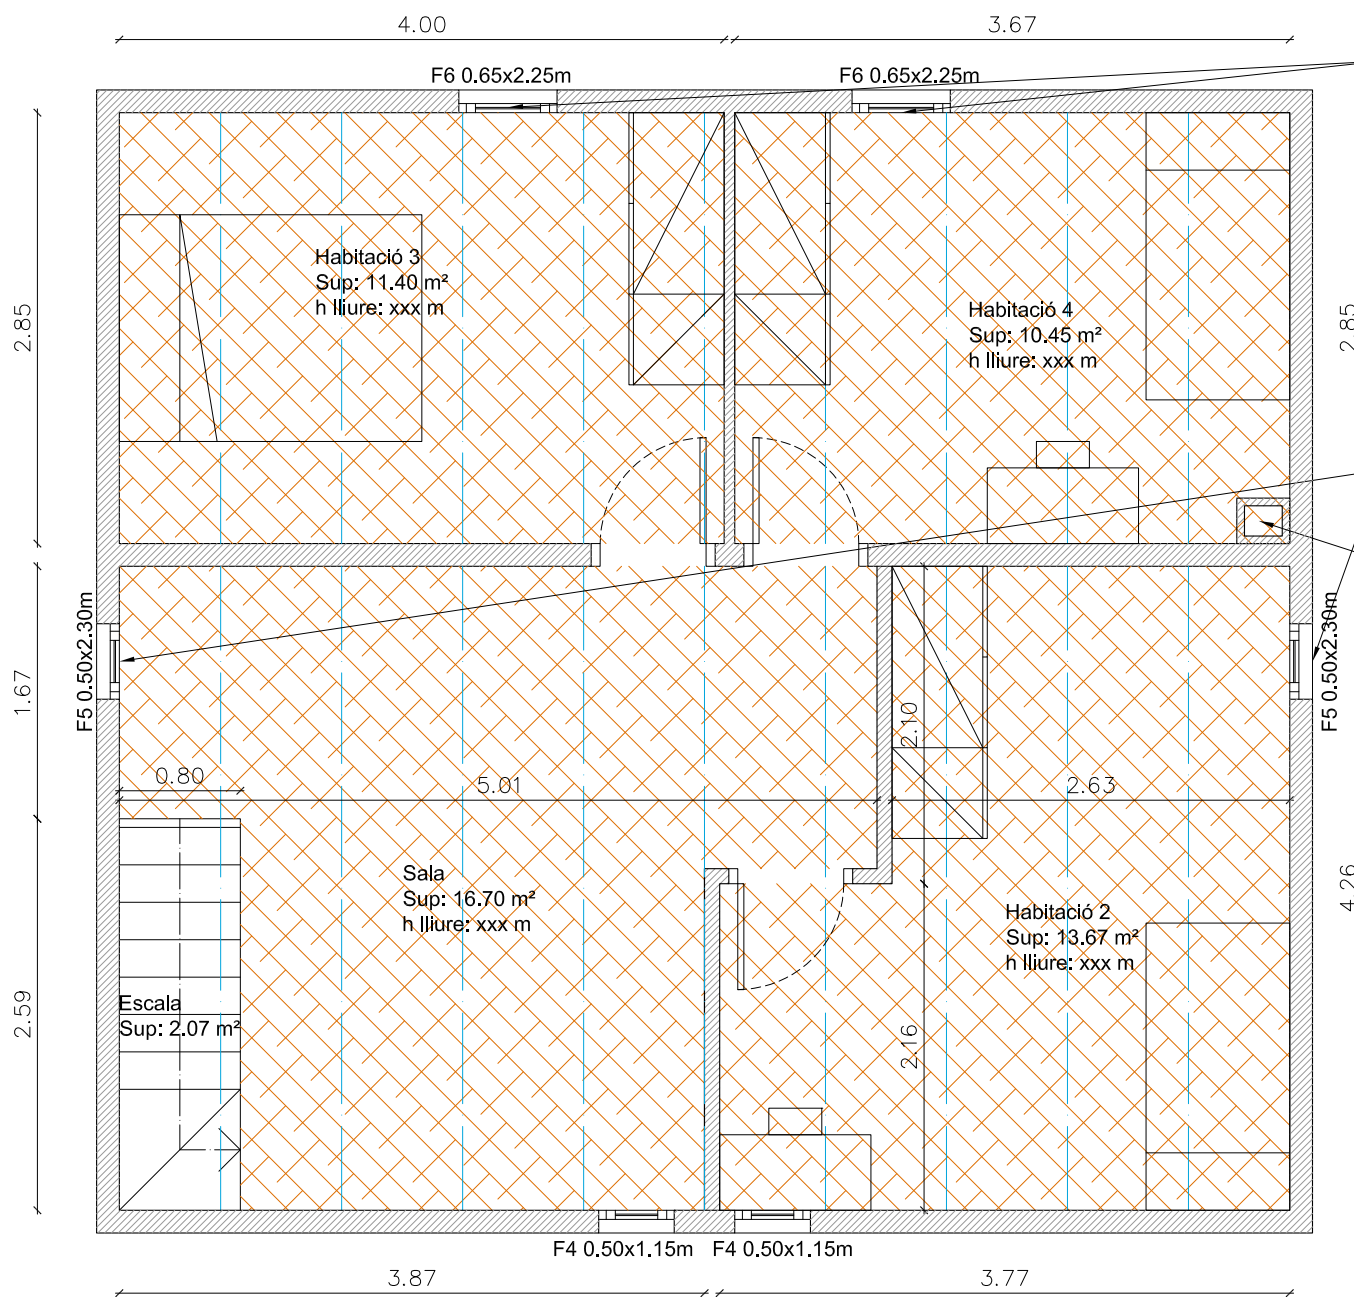 4.00
3.67
F6 0.65x2.25m
F6 0.65x2.25m
Habitació 3
Sup: 11.40 m²
h lliure: xxx m
Habitació 4
Sup: 10.45 m²
h lliure: xxx m
2.85
2.85
F5 0.50x2.30m
F5 0.50x2.30m
1.67
2.10
0.80
5.01
2.63
Sala
Sup: 16.70 m²
h lliure: xxx m
4.26
Habitació 2
Sup: 13.67 m²
h lliure: xxx m
Escala
Sup: 2.07 m²
2.59
2.16
F4 0.50x1.15m
F4 0.50x1.15m
3.87
3.77